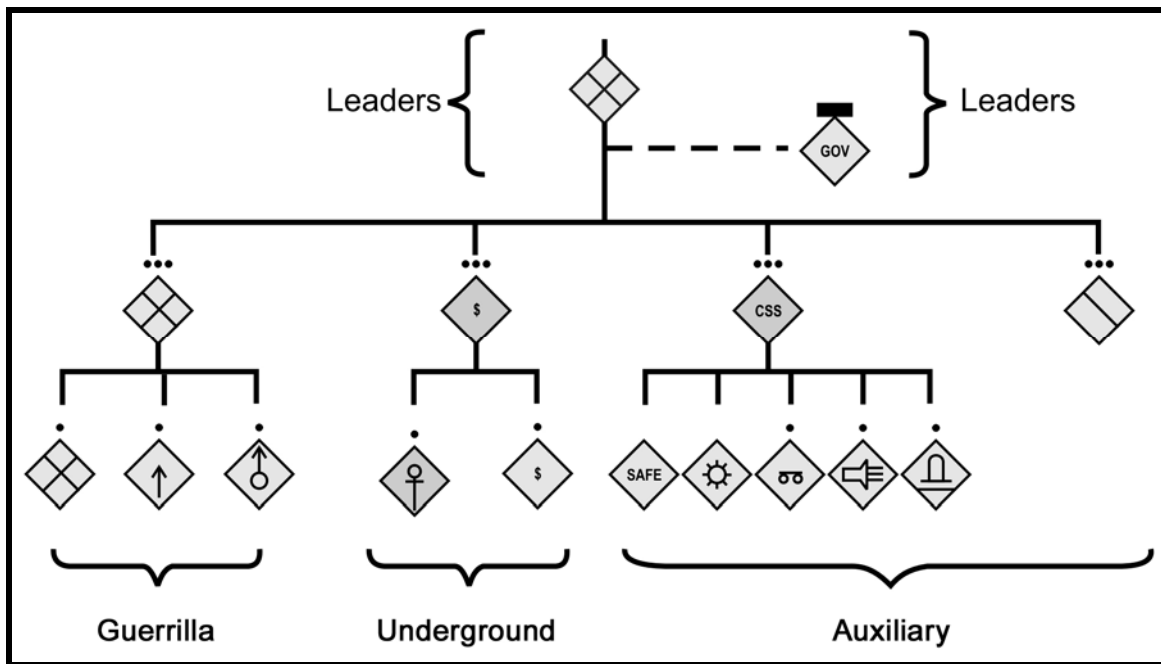 Leaders
Leaders
GOV
$
CSS
$
SAFE
Guerrilla
Underground
Auxiliary